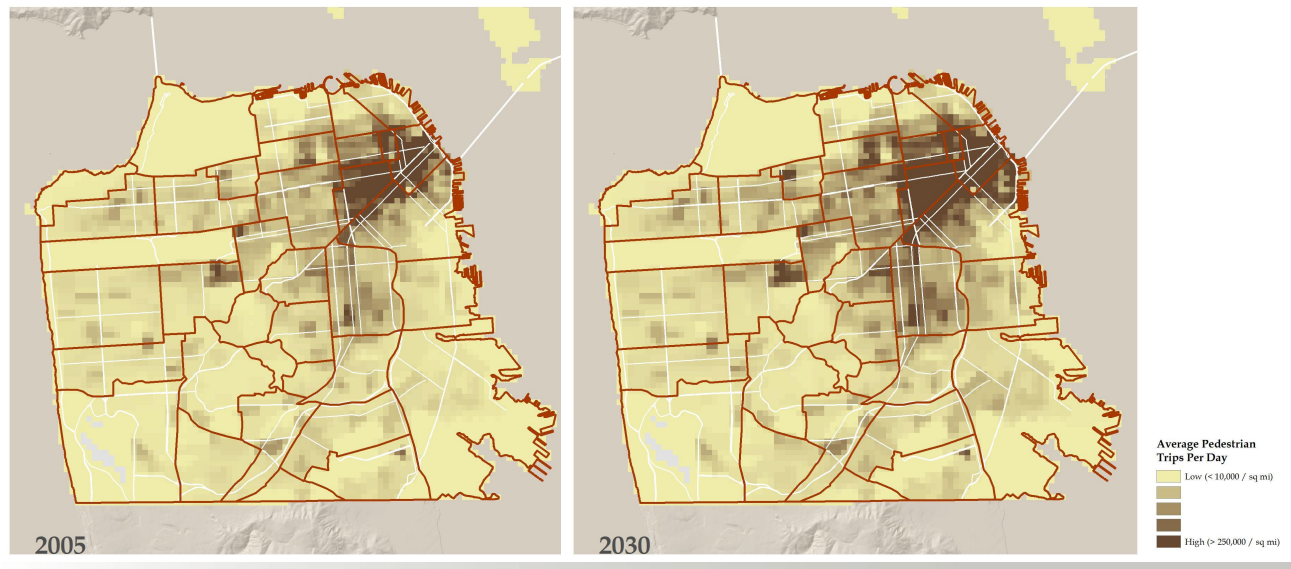 2005
2030
Average Pedestrian
Trips Per Day
Low (< 10,000 / sq mi)
High (> 250,000 / sq mi)